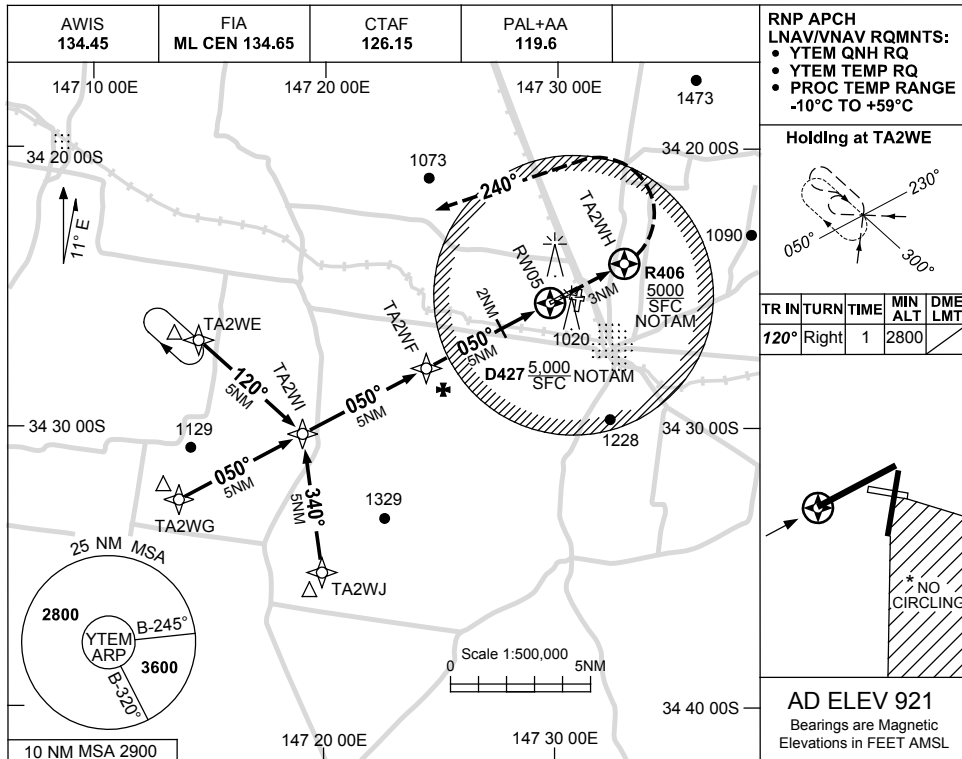 AWIS
134.45
FIA
ML CEN 134.65
CTAF
126.15
PAL+AA
119.6
RNP APCH
LNAV/VNAV RQMNTS:
• YTEM QNH RQ
• YTEM TEMP RQ
• PROC TEMP RANGE
-10°C TO +59°C
147 10 00E
147 20 00E
147 30 00E
1473
34 20 00S
34 20 00S
1073
240°
11° E
TA2WH
1090
RW05
R406
5000
SFC
NOTAM
3NM
2NM
1020
TA2WE
TA2WF
050°
5NM
D427 5,000
SFC
NOTAM
120°
5NM
TA2WI
050°
5NM
34 30 00S
34 30 00S
1129
1228
050°
5NM
340°
5NM
1329
TA2WG
TA2WJ
25 NM MSA
2800
YTEM
ARP
B-245°
3600
B-320°
10 NM MSA 2900
Scale 1:500,000
0
5NM
34 40 00S
147 20 00E
147 30 00E
Holding at TA2WE
230°
050°
300°
TR IN
TURN
TIME
MIN
ALT
DME
LMT
120°
Right
1
2800
* NO
CIRCLING
AD ELEV 921
Bearings are Magnetic
Elevations in FEET AMSL